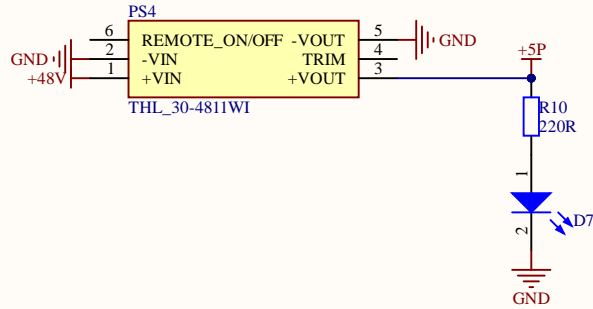 PS4
6 REMOTE_ON/OFF -VOUT 5 GND
GND 2 -VIN TRIM 4
+48V 1 +VIN +VOUT 3
THL_30-4811WI
+5P
R10
220R
1
D7
2
GND